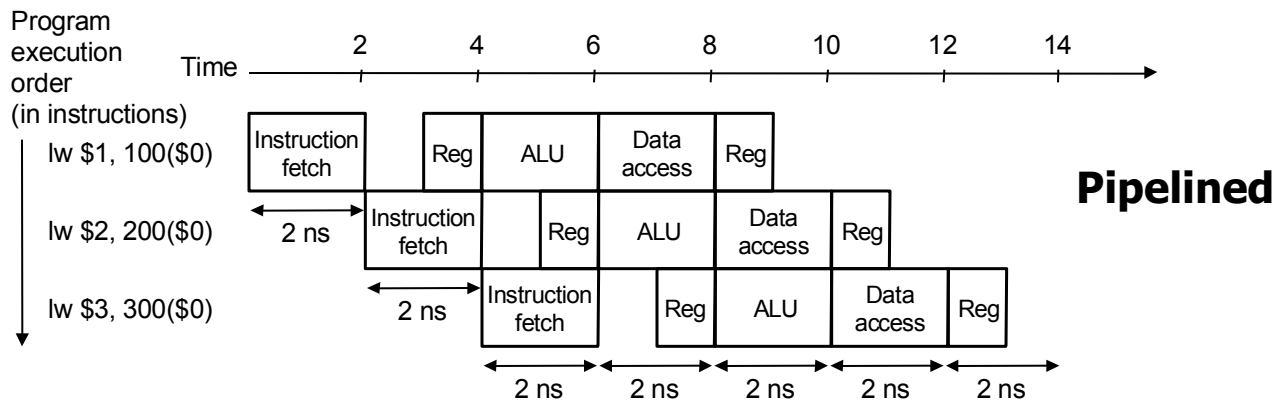 Program
execution
order
(in instructions)
Time
2 4 6 8 10 12 14
lw $1, 100($0)
Instruction
fetch
Reg
ALU
Data
access
Reg
Pipelined
2 ns
lw $2, 200($0)
Instruction
fetch
Reg
ALU
Data
access
Reg
2 ns
lw $3, 300($0)
Instruction
fetch
Reg
ALU
Data
access
Reg
2 ns 2 ns 2 ns 2 ns 2 ns